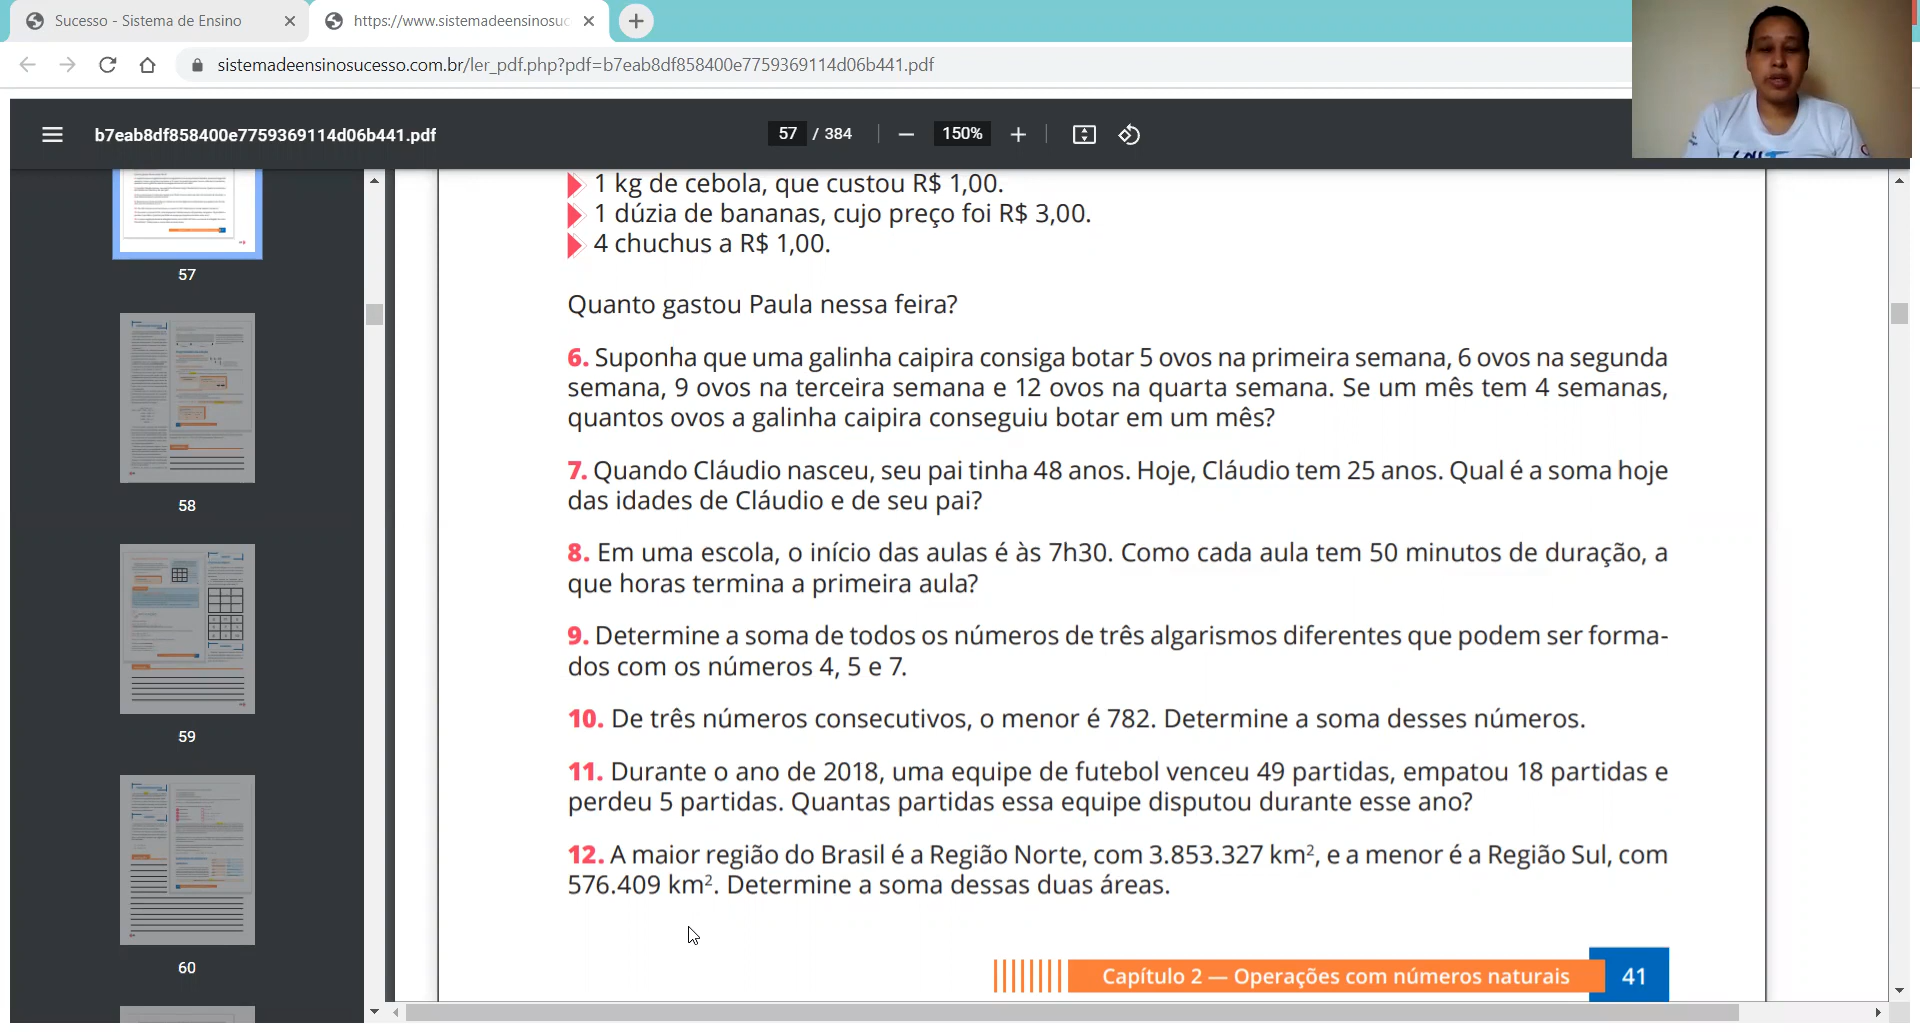 Sucesso - Sistema de Ensino
https://www.sistemadeensinosuc
sistemadeensinosucesso.com.br/ler_pdf.php?pdf=b7eab8df858400e7759369114d06b441.pdf
b7eab8df858400e7759369114d06b441.pdf
57 / 384
150%
1 kg de cebola, que custou R$ 1,00.
1 dúzia de bananas, cujo preço foi R$ 3,00.
4 chuchus a R$ 1,00.
Quanto gastou Paula nessa feira?
6. Suponha que uma galinha caipira consiga botar 5 ovos na primeira semana, 6 ovos na segunda
semana, 9 ovos na terceira semana e 12 ovos na quarta semana. Se um mês tem 4 semanas,
quantos ovos a galinha caipira conseguiu botar em um mês?
7. Quando Cláudio nasceu, seu pai tinha 48 anos. Hoje, Cláudio tem 25 anos. Qual é a soma hoje
das idades de Cláudio e de seu pai?
8. Em uma escola, o início das aulas é às 7h30. Como cada aula tem 50 minutos de duração, a
que horas termina a primeira aula?
9. Determine a soma de todos os números de três algarismos diferentes que podem ser forma-
dos com os números 4, 5 e 7.
10. De três números consecutivos, o menor é 782. Determine a soma desses números.
11. Durante o ano de 2018, uma equipe de futebol venceu 49 partidas, empatou 18 partidas e
perdeu 5 partidas. Quantas partidas essa equipe disputou durante esse ano?
12. A maior região do Brasil é a Região Norte, com 3.853.327 km², e a menor é a Região Sul, com
576.409 km². Determine a soma dessas duas áreas.
Capítulo 2 — Operações com números naturais
41
57
58
59
60